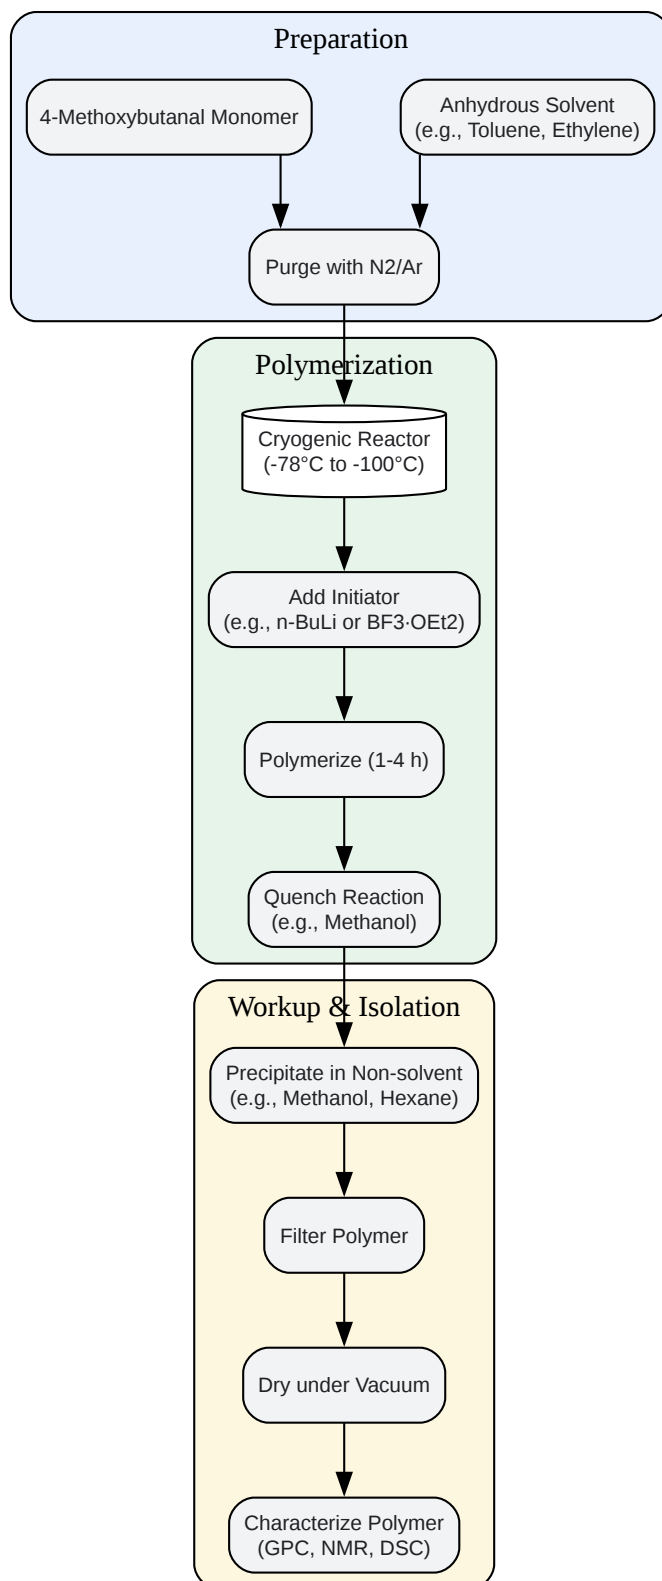 Preparation
4-Methoxybutanal Monomer
Anhydrous Solvent
(e.g., Toluene, Ethylene)
Purge with N2/Ar
Polymerization
Cryogenic Reactor
(-78°C to -100°C)
Add Initiator
(e.g., n-BuLi or BF3·OEt2)
Polymerize (1-4 h)
Quench Reaction
(e.g., Methanol)
Workup & Isolation
Precipitate in Non-solvent
(e.g., Methanol, Hexane)
Filter Polymer
Dry under Vacuum
Characterize Polymer
(GPC, NMR, DSC)